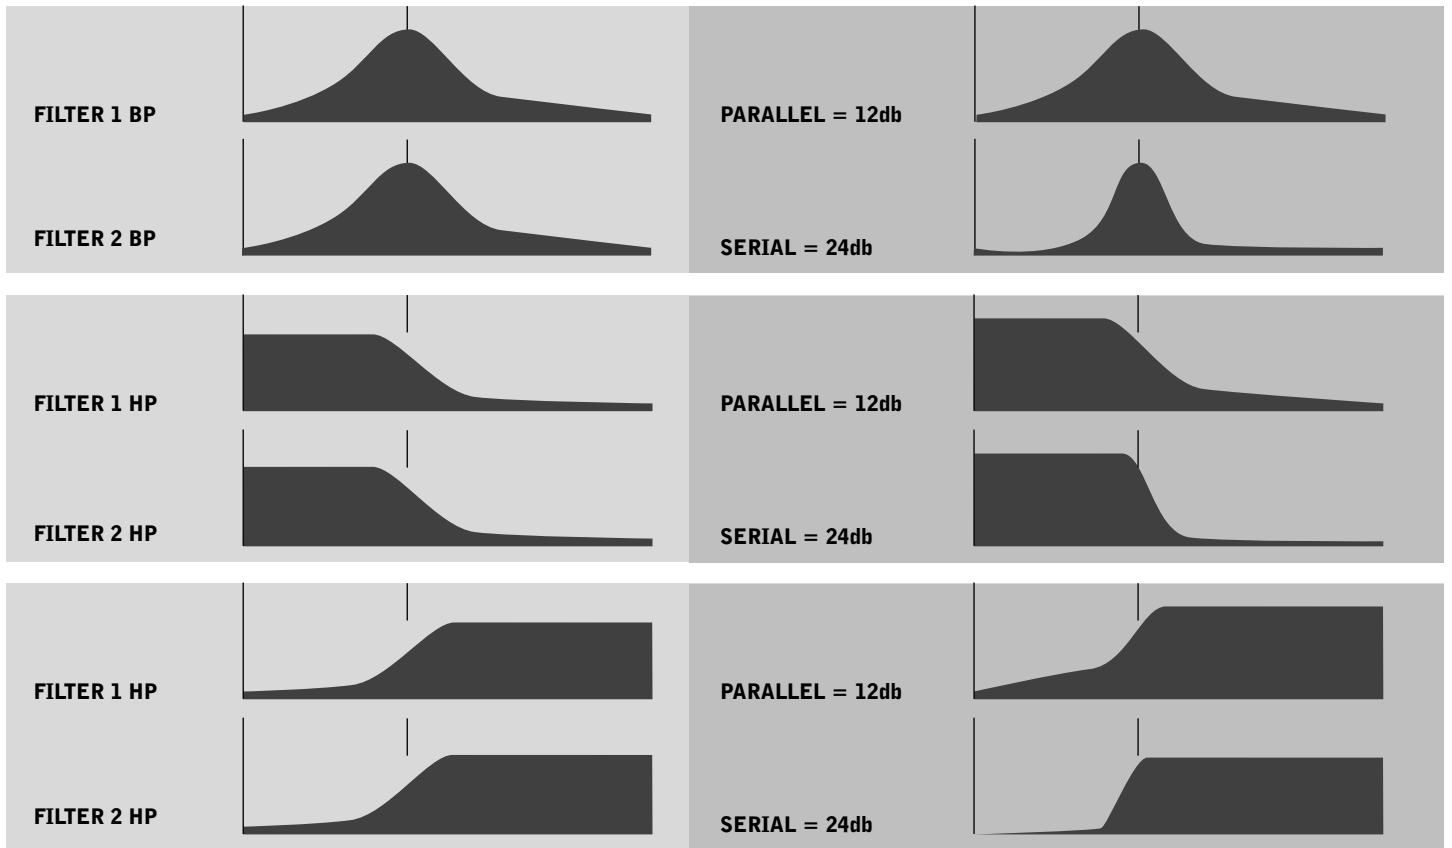 FILTER 1 BP
PARALLEL = 12db
FILTER 2 BP
SERIAL = 24db
FILTER 1 HP
PARALLEL = 12db
FILTER 2 HP
SERIAL = 24db
FILTER 1 HP
PARALLEL = 12db
FILTER 2 HP
SERIAL = 24db